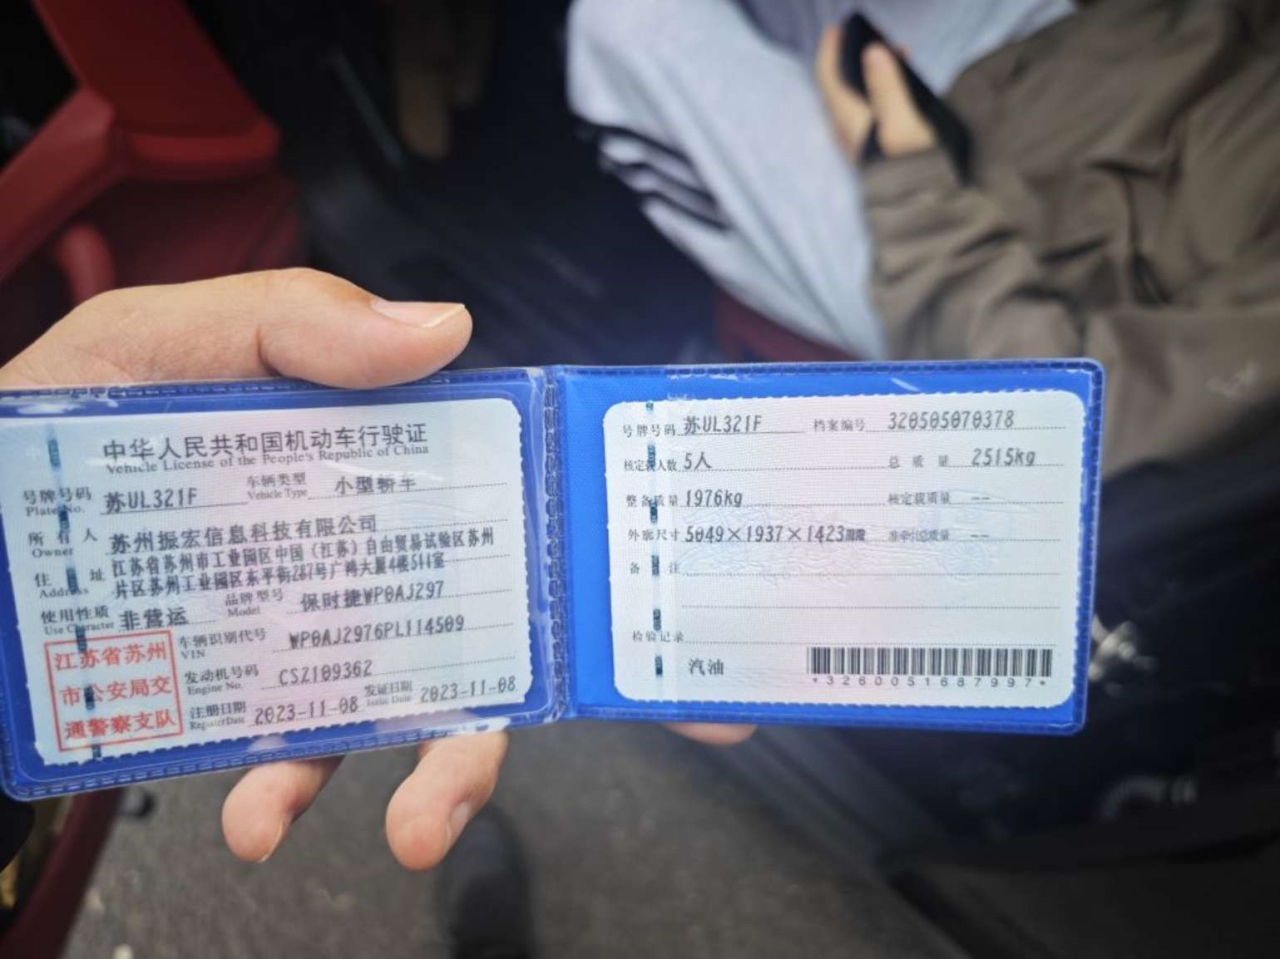 中华人民共和国机动车行驶证
Vehicle License of the People's Republic of China
号牌号码 苏UL321F 车辆类型 小型轿车
Plate No. Vehicle Type
所有人 苏州振宏信息科技有限公司
Owner
住址 江苏省苏州市工业园区中国（江苏）自由贸易试验区苏州
Address 片区苏州工业园区东平街287号广鸿大厦4楼511室
使用性质 非营运 品牌型号 保时捷WP0AJ297
Use Character Model
江苏省苏州
市公安局交
通警察支队
车辆识别代号 WP0AJ2976PL114509
VIN
发动机号码 CSZ109362
Engine No.
注册日期 2023-11-08 发证日期 2023-11-08
Register Date Issue Date
号牌号码 苏UL321F 档案编号 320505070378
核定载人数 5人 总质量 2515kg
整备质量 1976kg 核定载质量 --
外廓尺寸 5049×1937×1423mm 准牵引总质量 --
备注
检验记录
汽油
*3260051687997*